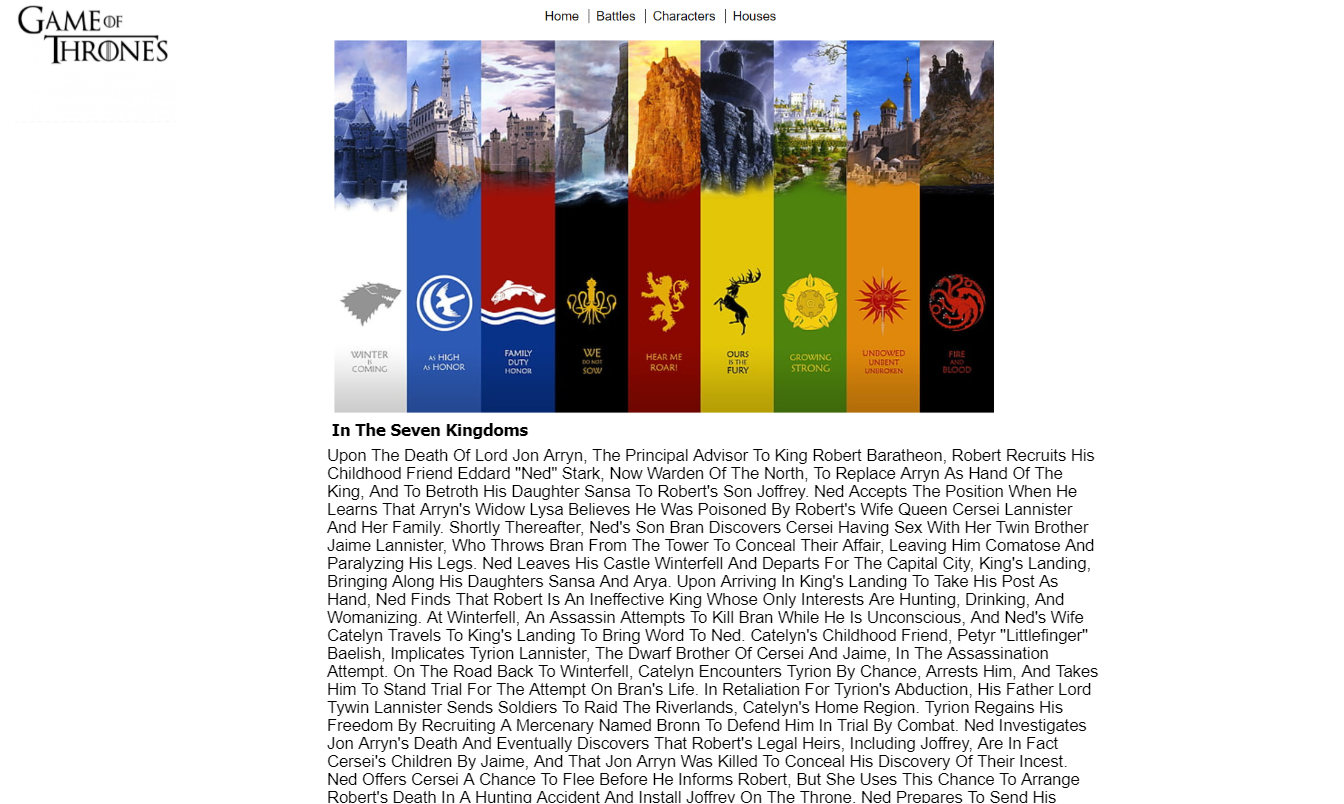 GAME OF
THRONES
Home
Battles
Characters
Houses
WINTER
IS
COMING
AS HIGH
AS HONOR
FAMILY
DUTY
HONOR
WE
DO NOT
SOW
HEAR ME
ROAR!
OURS
IS THE
FURY
GROWING
STRONG
UNBOWED
UNBENT
UNBROKEN
FIRE
AND
BLOOD
In The Seven Kingdoms
Upon The Death Of Lord Jon Arryn, The Principal Advisor To King Robert Baratheon, Robert Recruits His
Childhood Friend Eddard "Ned" Stark, Now Warden Of The North, To Replace Arryn As Hand Of The
King, And To Betroth His Daughter Sansa To Robert's Son Joffrey. Ned Accepts The Position When He
Learns That Arryn's Widow Lysa Believes He Was Poisoned By Robert's Wife Queen Cersei Lannister
And Her Family. Shortly Thereafter, Ned's Son Bran Discovers Cersei Having Sex With Her Twin Brother
Jaime Lannister, Who Throws Bran From The Tower To Conceal Their Affair, Leaving Him Comatose And
Paralyzing His Legs. Ned Leaves His Castle Winterfell And Departs For The Capital City, King's Landing,
Bringing Along His Daughters Sansa And Arya. Upon Arriving In King's Landing To Take His Post As
Hand, Ned Finds That Robert Is An Ineffective King Whose Only Interests Are Hunting, Drinking, And
Womanizing. At Winterfell, An Assassin Attempts To Kill Bran While He Is Unconscious, And Ned's Wife
Catelyn Travels To King's Landing To Bring Word To Ned. Catelyn's Childhood Friend, Petyr "Littlefinger"
Baelish, Implicates Tyrion Lannister, The Dwarf Brother Of Cersei And Jaime, In The Assassination
Attempt. On The Road Back To Winterfell, Catelyn Encounters Tyrion By Chance, Arrests Him, And Takes
Him To Stand Trial For The Attempt On Bran's Life. In Retaliation For Tyrion's Abduction, His Father Lord
Tywin Lannister Sends Soldiers To Raid The Riverlands, Catelyn's Home Region. Tyrion Regains His
Freedom By Recruiting A Mercenary Named Bronn To Defend Him In Trial By Combat. Ned Investigates
Jon Arryn's Death And Eventually Discovers That Robert's Legal Heirs, Including Joffrey, Are In Fact
Cersei's Children By Jaime, And That Jon Arryn Was Killed To Conceal His Discovery Of Their Incest.
Ned Offers Cersei A Chance To Flee Before He Informs Robert, But She Uses This Chance To Arrange
Robert's Death In A Hunting Accident And Install Joffrey On The Throne. Ned Prepares To Send His